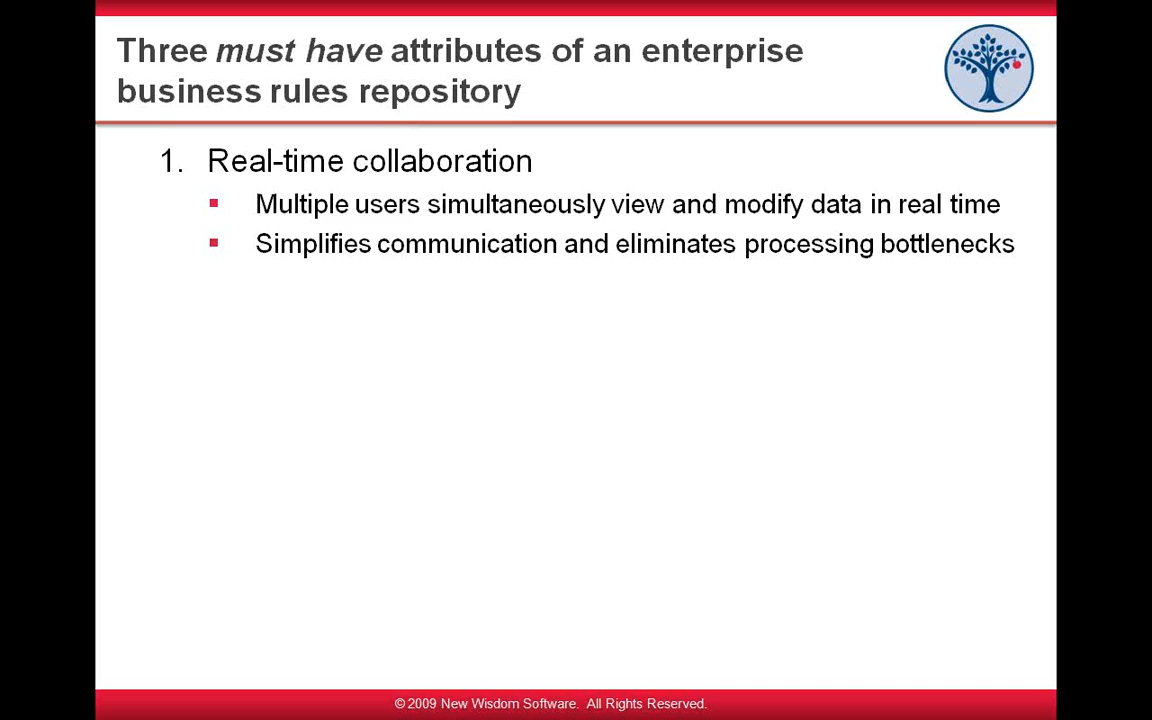 Three must have attributes of an enterprise
business rules repository
1. Real-time collaboration
▪ Multiple users simultaneously view and modify data in real time
▪ Simplifies communication and eliminates processing bottlenecks
© 2009 New Wisdom Software. All Rights Reserved.